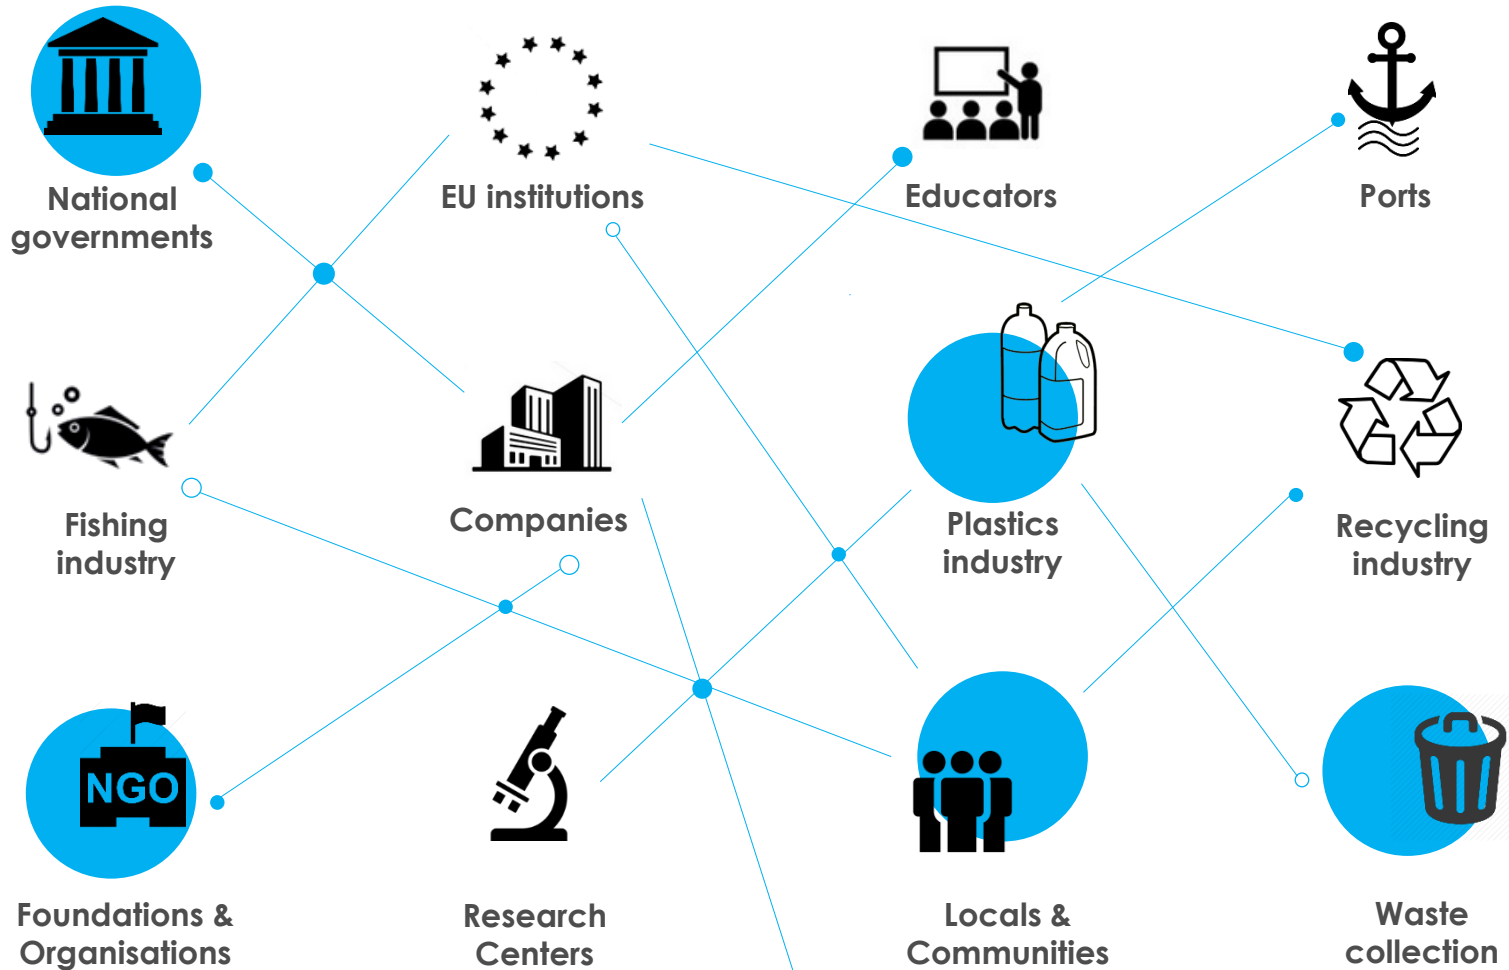 National
governments
EU institutions
Educators
Ports
Fishing
industry
Companies
Plastics
industry
Recycling
industry
NGO
Foundations &
Organisations
Research
Centers
Locals &
Communities
Waste
collection